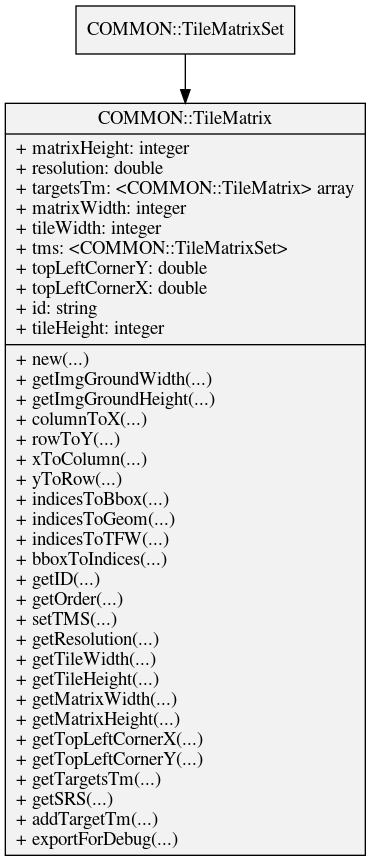 COMMON::TileMatrixSet
COMMON::TileMatrix
+ matrixHeight: integer
+ resolution: double
+ targetsTm: <COMMON::TileMatrix> array
+ matrixWidth: integer
+ tileWidth: integer
+ tms: <COMMON::TileMatrixSet>
+ topLeftCornerY: double
+ topLeftCornerX: double
+ id: string
+ tileHeight: integer
+ new(...)
+ getImgGroundWidth(...)
+ getImgGroundHeight(...)
+ columnToX(...)
+ rowToY(...)
+ xToColumn(...)
+ yToRow(...)
+ indicesToBbox(...)
+ indicesToGeom(...)
+ indicesToTFW(...)
+ bboxToIndices(...)
+ getID(...)
+ getOrder(...)
+ setTMS(...)
+ getResolution(...)
+ getTileWidth(...)
+ getTileHeight(...)
+ getMatrixWidth(...)
+ getMatrixHeight(...)
+ getTopLeftCornerX(...)
+ getTopLeftCornerY(...)
+ getTargetsTm(...)
+ getSRS(...)
+ addTargetTm(...)
+ exportForDebug(...)